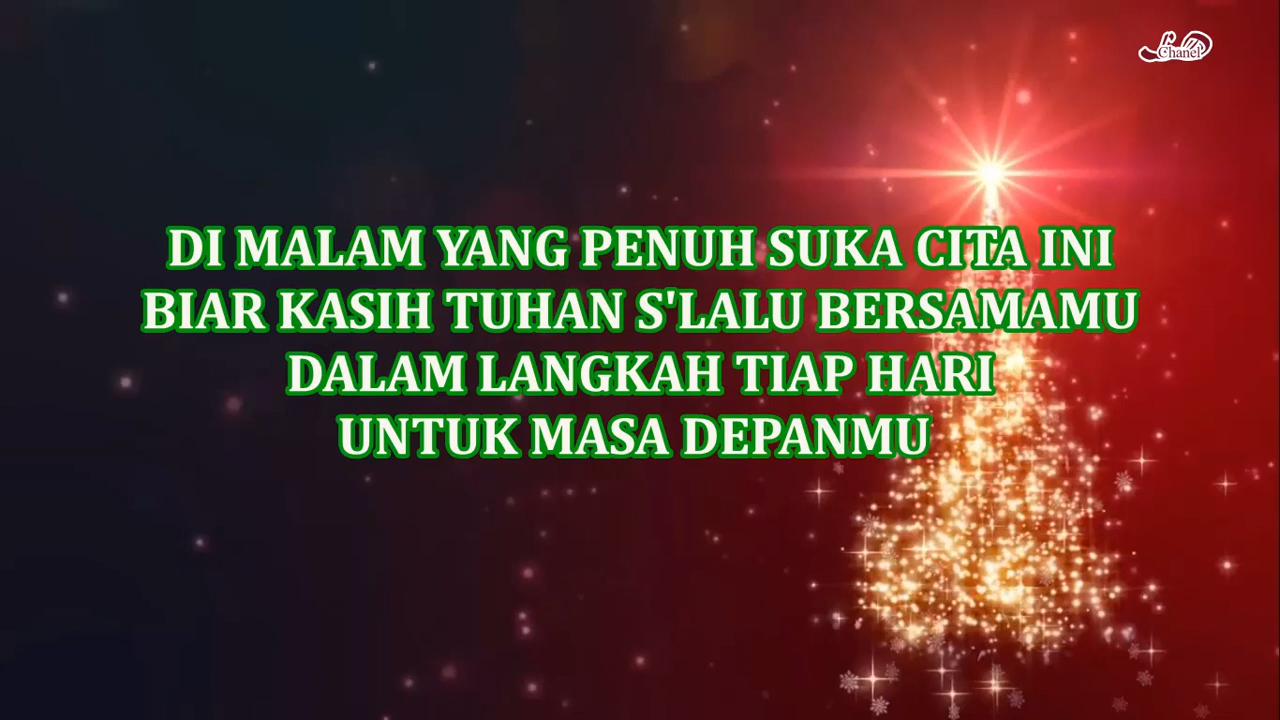 Chanel
DI MALAM YANG PENUH SUKA CITA INI
BIAR KASIH TUHAN S'LALU BERSAMAMU
DALAM LANGKAH TIAP HARI
UNTUK MASA DEPANMU